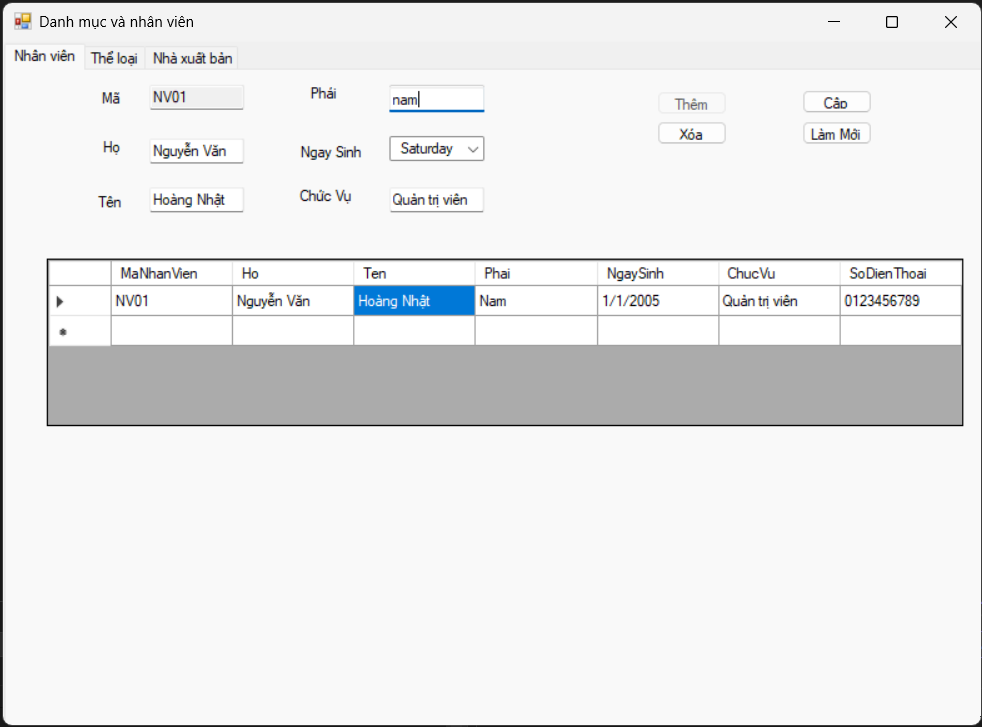 Danh mục và nhân viên
Nhân viên Thể loại Nhà xuất bản
Mã NV01 Phái nam Thêm Cập
Xóa Làm Mới
Họ Nguyễn Văn Ngay Sinh Saturday
Tên Hoàng Nhật Chức Vụ Quản trị viên
MaNhanVien Ho Ten Phai NgaySinh ChucVu SoDienThoai
NV01 Nguyễn Văn Hoàng Nhật Nam 1/1/2005 Quản trị viên 0123456789